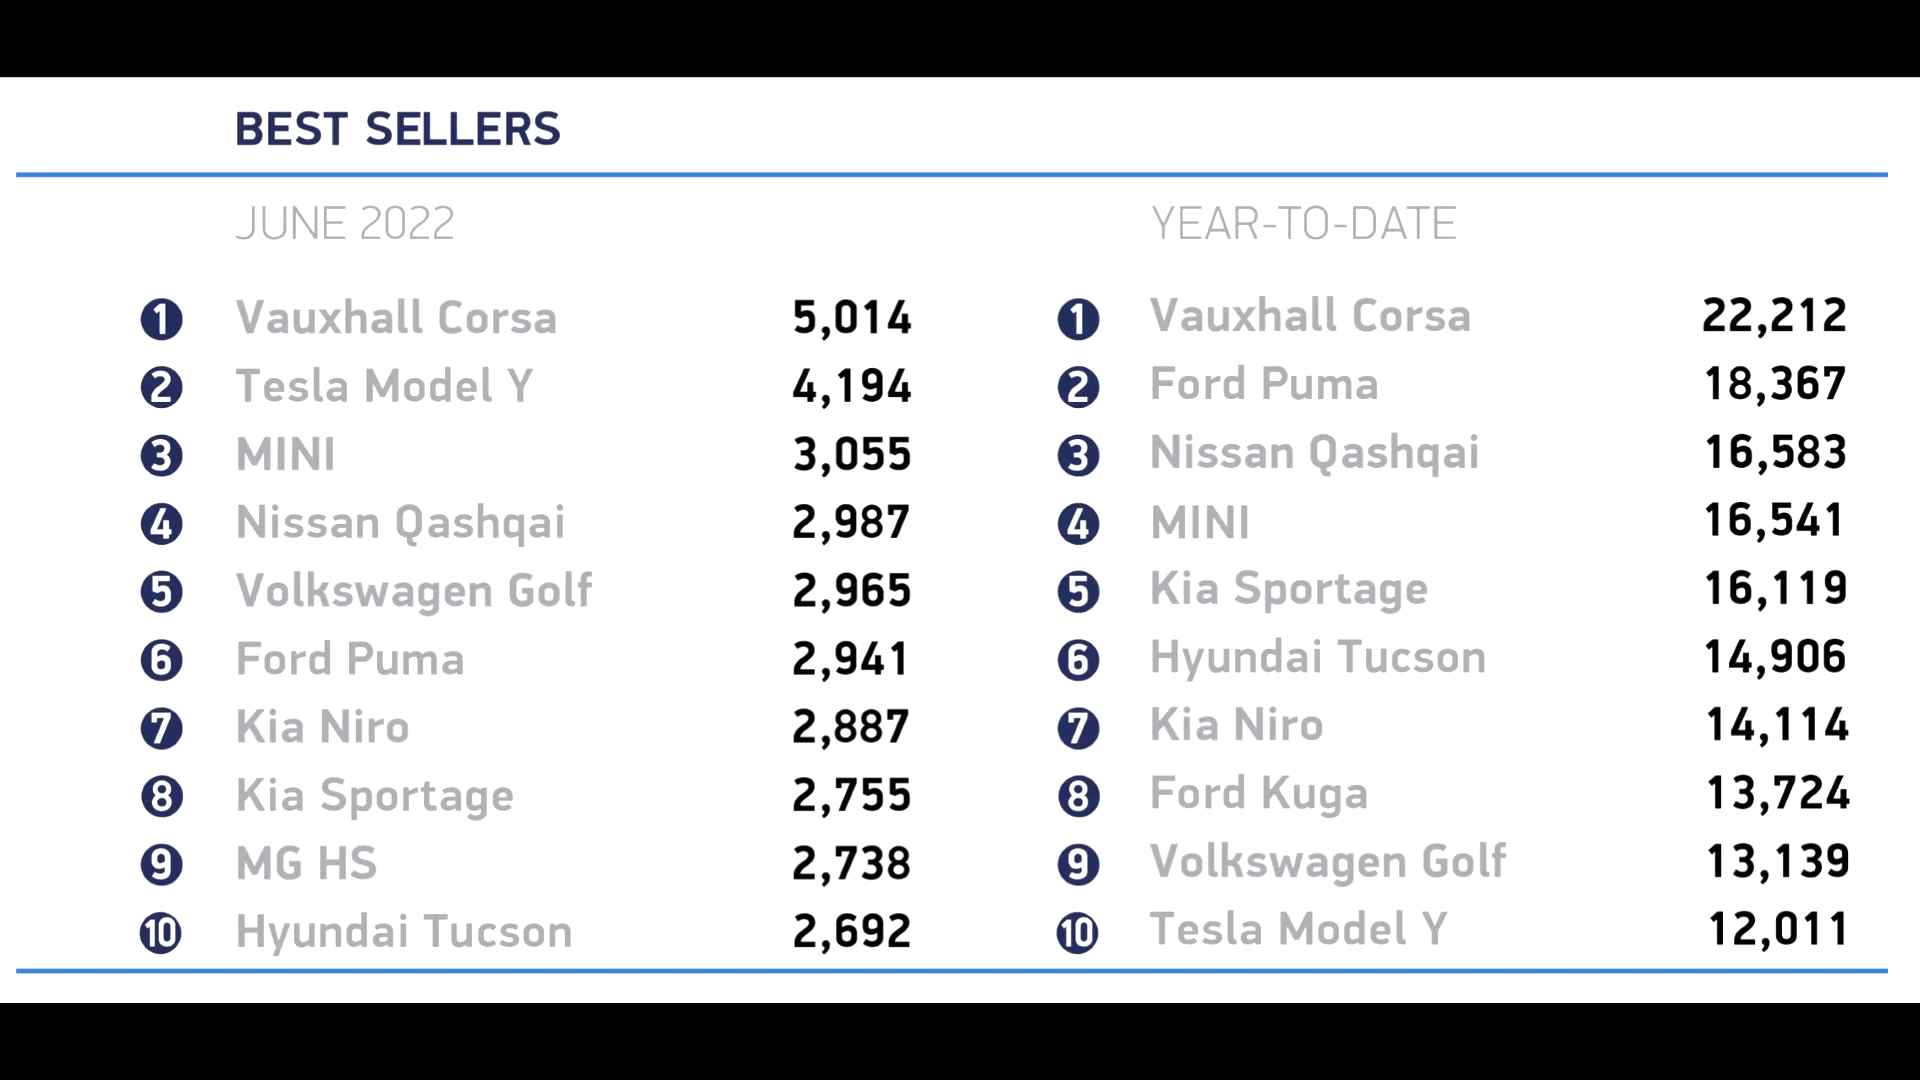 BEST SELLERS
JUNE 2022
1 Vauxhall Corsa 5,014
2 Tesla Model Y 4,194
3 MINI 3,055
4 Nissan Qashqai 2,987
5 Volkswagen Golf 2,965
6 Ford Puma 2,941
7 Kia Niro 2,887
8 Kia Sportage 2,755
9 MG HS 2,738
10 Hyundai Tucson 2,692
YEAR-TO-DATE
1 Vauxhall Corsa 22,212
2 Ford Puma 18,367
3 Nissan Qashqai 16,583
4 MINI 16,541
5 Kia Sportage 16,119
6 Hyundai Tucson 14,906
7 Kia Niro 14,114
8 Ford Kuga 13,724
9 Volkswagen Golf 13,139
10 Tesla Model Y 12,011